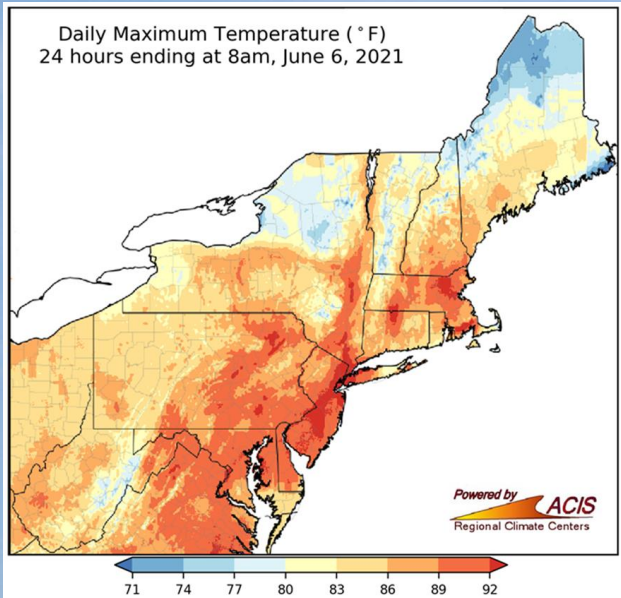 Daily Maximum Temperature (°F)
24 hours ending at 8am, June 6, 2021
Powered by
ACIS
Regional Climate Centers
71 74 77 80 83 86 89 92